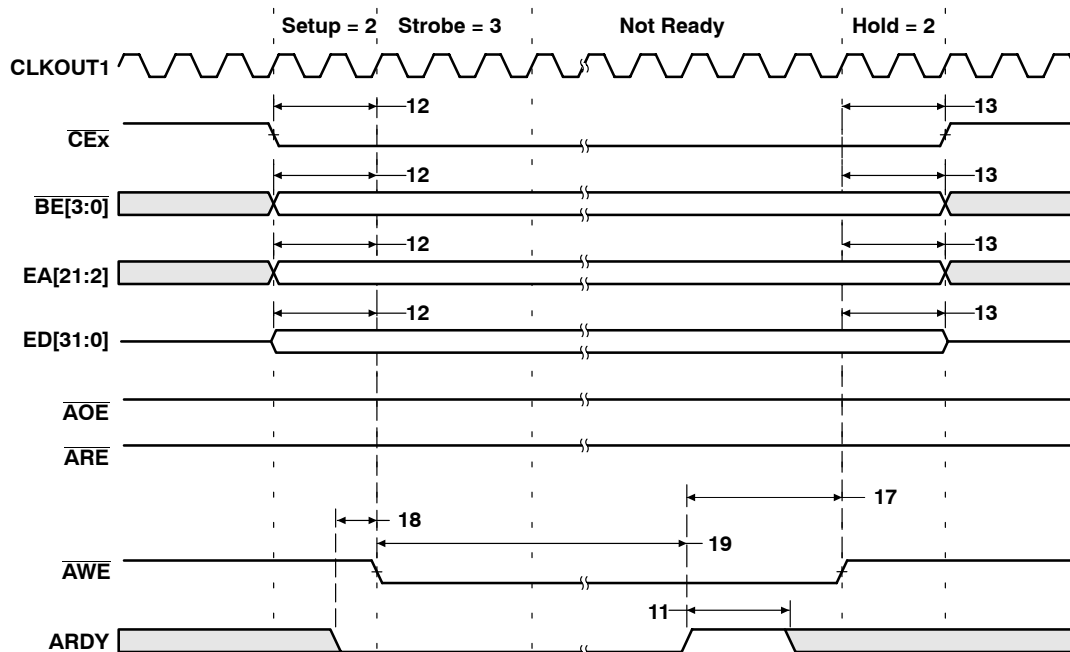 Setup = 2 Strobe = 3 Not Ready Hold = 2
CLKOUT1
12 13
CEx
12 13
BE[3:0]
12 13
EA[21:2]
12 13
ED[31:0]
AOE
ARE
17
18
19
AWE
11
ARDY